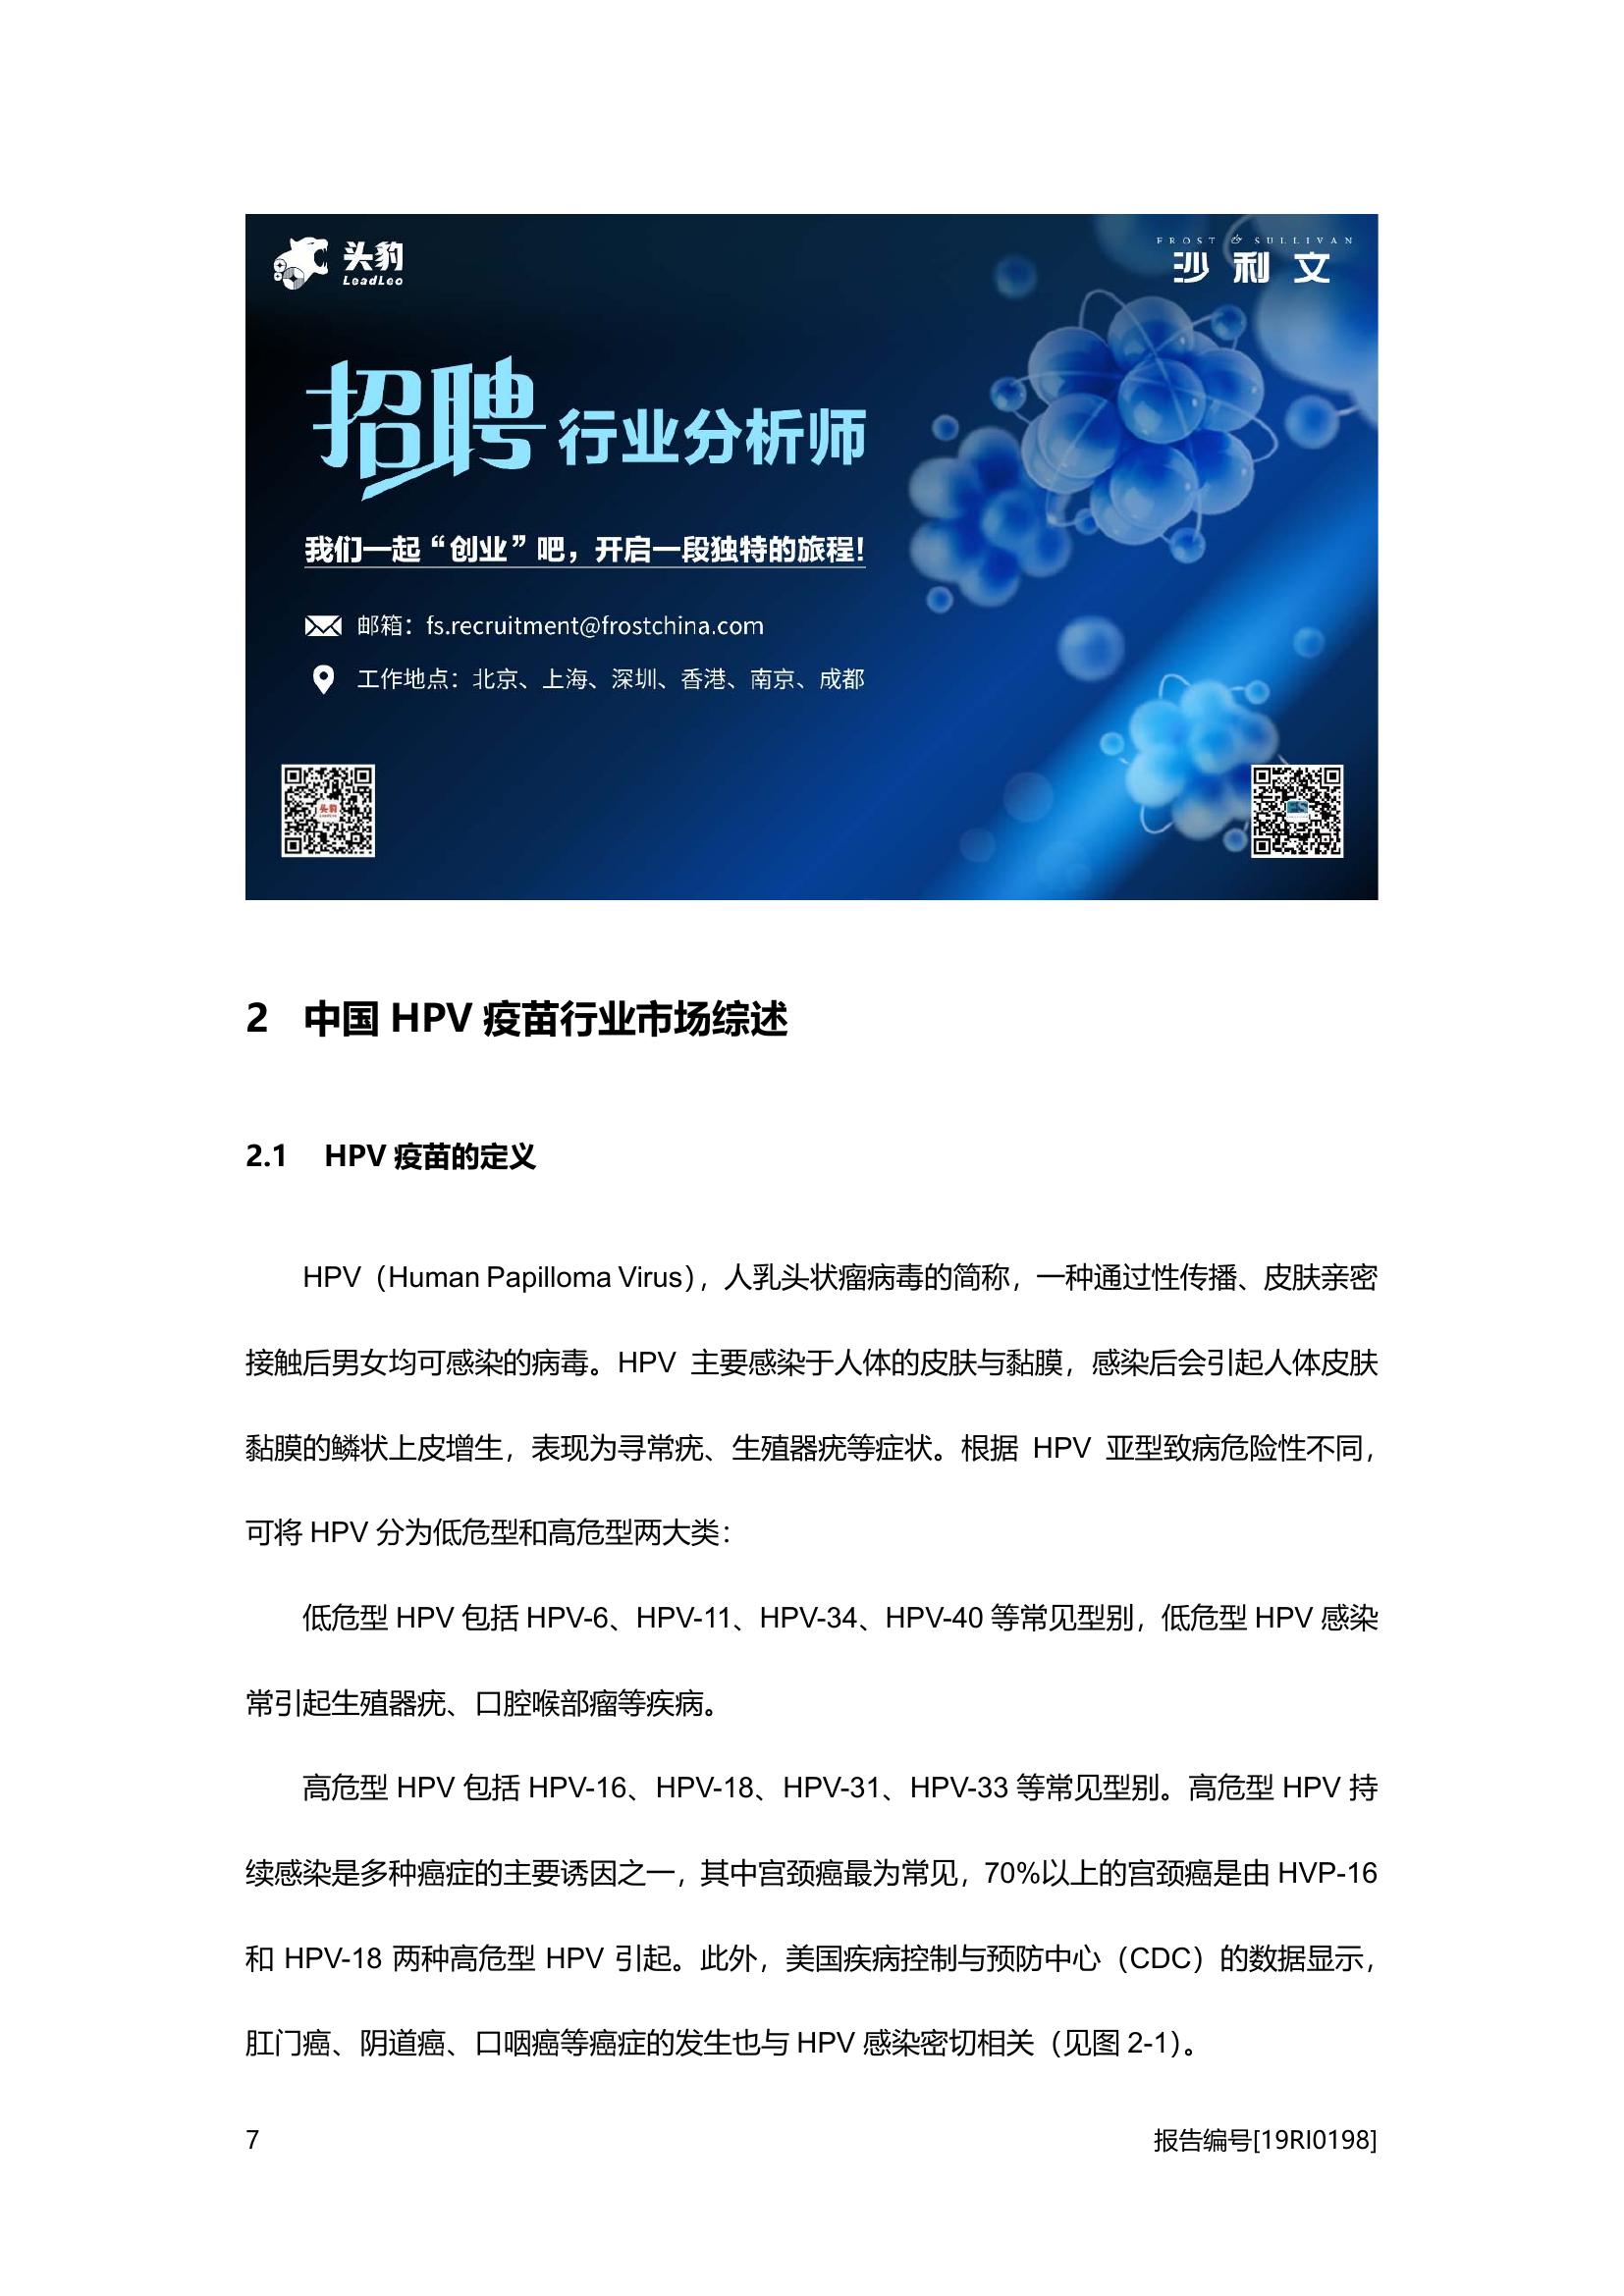 头豹
LeadLeo
FROST & SULLIVAN
沙利文
招聘 行业分析师
我们一起“创业”吧，开启一段独特的旅程！
邮箱：fs.recruitment@frostchina.com
工作地点：北京、上海、深圳、香港、南京、成都
头豹
2 中国 HPV 疫苗行业市场综述
2.1 HPV 疫苗的定义
HPV（Human Papilloma Virus），人乳头状瘤病毒的简称，一种通过性传播、皮肤亲密
接触后男女均可感染的病毒。HPV 主要感染于人体的皮肤与黏膜，感染后会引起人体皮肤
黏膜的鳞状上皮增生，表现为寻常疣、生殖器疣等症状。根据 HPV 亚型致病危险性不同，
可将 HPV 分为低危型和高危型两大类：
低危型 HPV 包括 HPV-6、HPV-11、HPV-34、HPV-40 等常见型别，低危型 HPV 感染
常引起生殖器疣、口腔喉部瘤等疾病。
高危型 HPV 包括 HPV-16、HPV-18、HPV-31、HPV-33 等常见型别。高危型 HPV 持
续感染是多种癌症的主要诱因之一，其中宫颈癌最为常见，70%以上的宫颈癌是由 HVP-16
和 HPV-18 两种高危型 HPV 引起。此外，美国疾病控制与预防中心（CDC）的数据显示，
肛门癌、阴道癌、口咽癌等癌症的发生也与 HPV 感染密切相关（见图 2-1）。
7
报告编号[19RI0198]